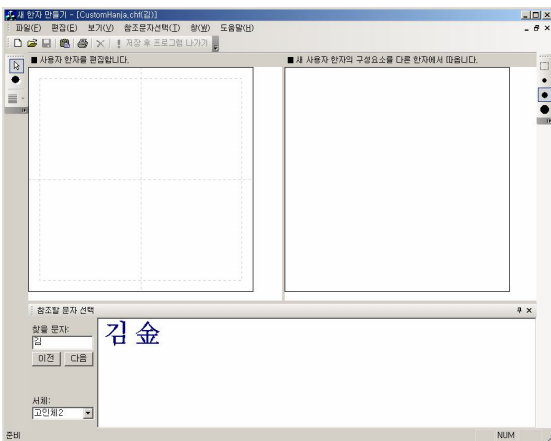 새 한자 만들기 - [CustomHanja.chf(김)]
파일(F) 편집(E) 보기(V) 참조문자선택(T) 창(W) 도움말(H)
저장 후 프로그램 나가기
■ 사용자 한자를 편집합니다.
■ 새 사용자 한자의 구성요소를 다른 한자에서 따옵니다.
참조할 문자 선택
찾을 문자:
김
이전 다음
서체:
고인체2
김 金
준비
NUM